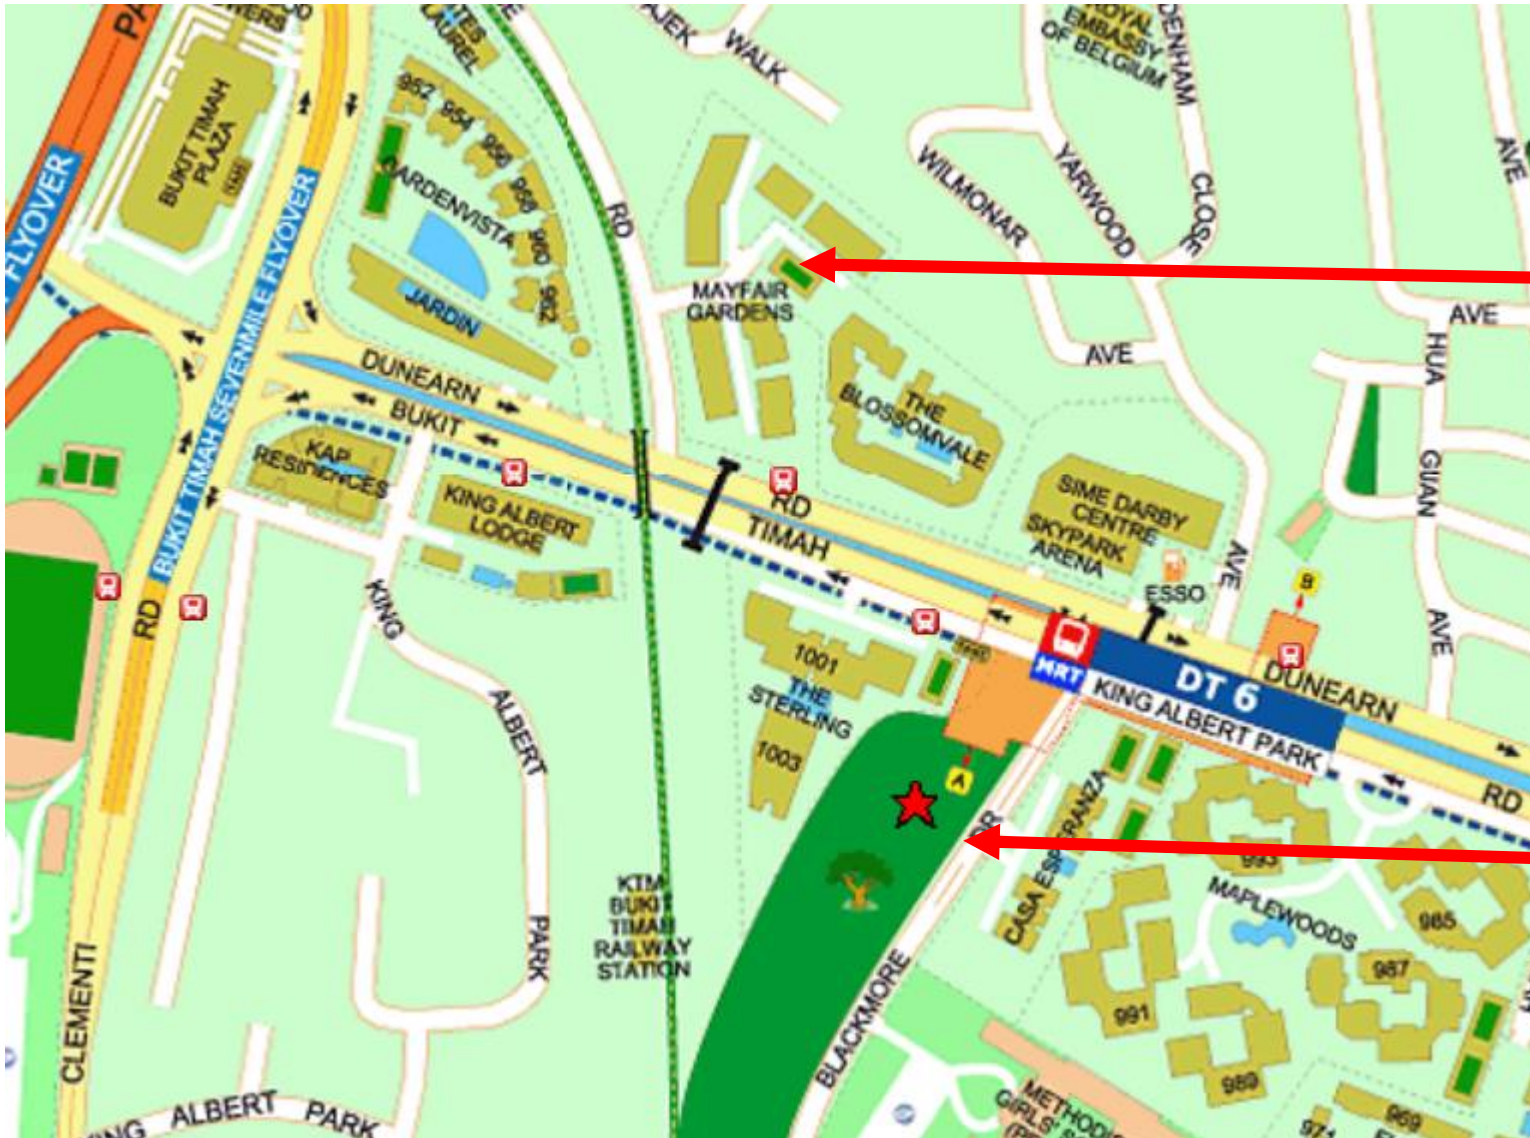 WALK
ROYAL
EMBASSY
OF BELGIUM
LAUREL
BUKIT TIMAH
PLAZA
952
954
956
958
960
962
GARDENVISTA
JARDIN
FLYOVER
BUKIT TIMAH SEVENMILE FLYOVER
RD
MAYFAIR
GARDENS
WILMONAR
AVE
YARWOOD
AVE
CLOSE
AVE
AVE
HUA
GUAN
AVE
DUNEARN
RD
BUKIT
TIMAH
THE
BLOSSOMVALE
SIME DARBY
CENTRE
SKYPARK
ARENA
ESSO
KAP
RESIDENCES
KING ALBERT
LODGE
KING
ALBERT
PARK
RD
CLEMENTI
1001
THE
STERLING
1003
MRT
DT 6
KING ALBERT PARK
DUNEARN
RD
A
B
KTM
BUKIT
TIMAH
RAILWAY
STATION
BLACKMORE
DR
CASA ESPERANZA
993
MAPLEWOODS
985
987
991
989
969
ALBERT PARK